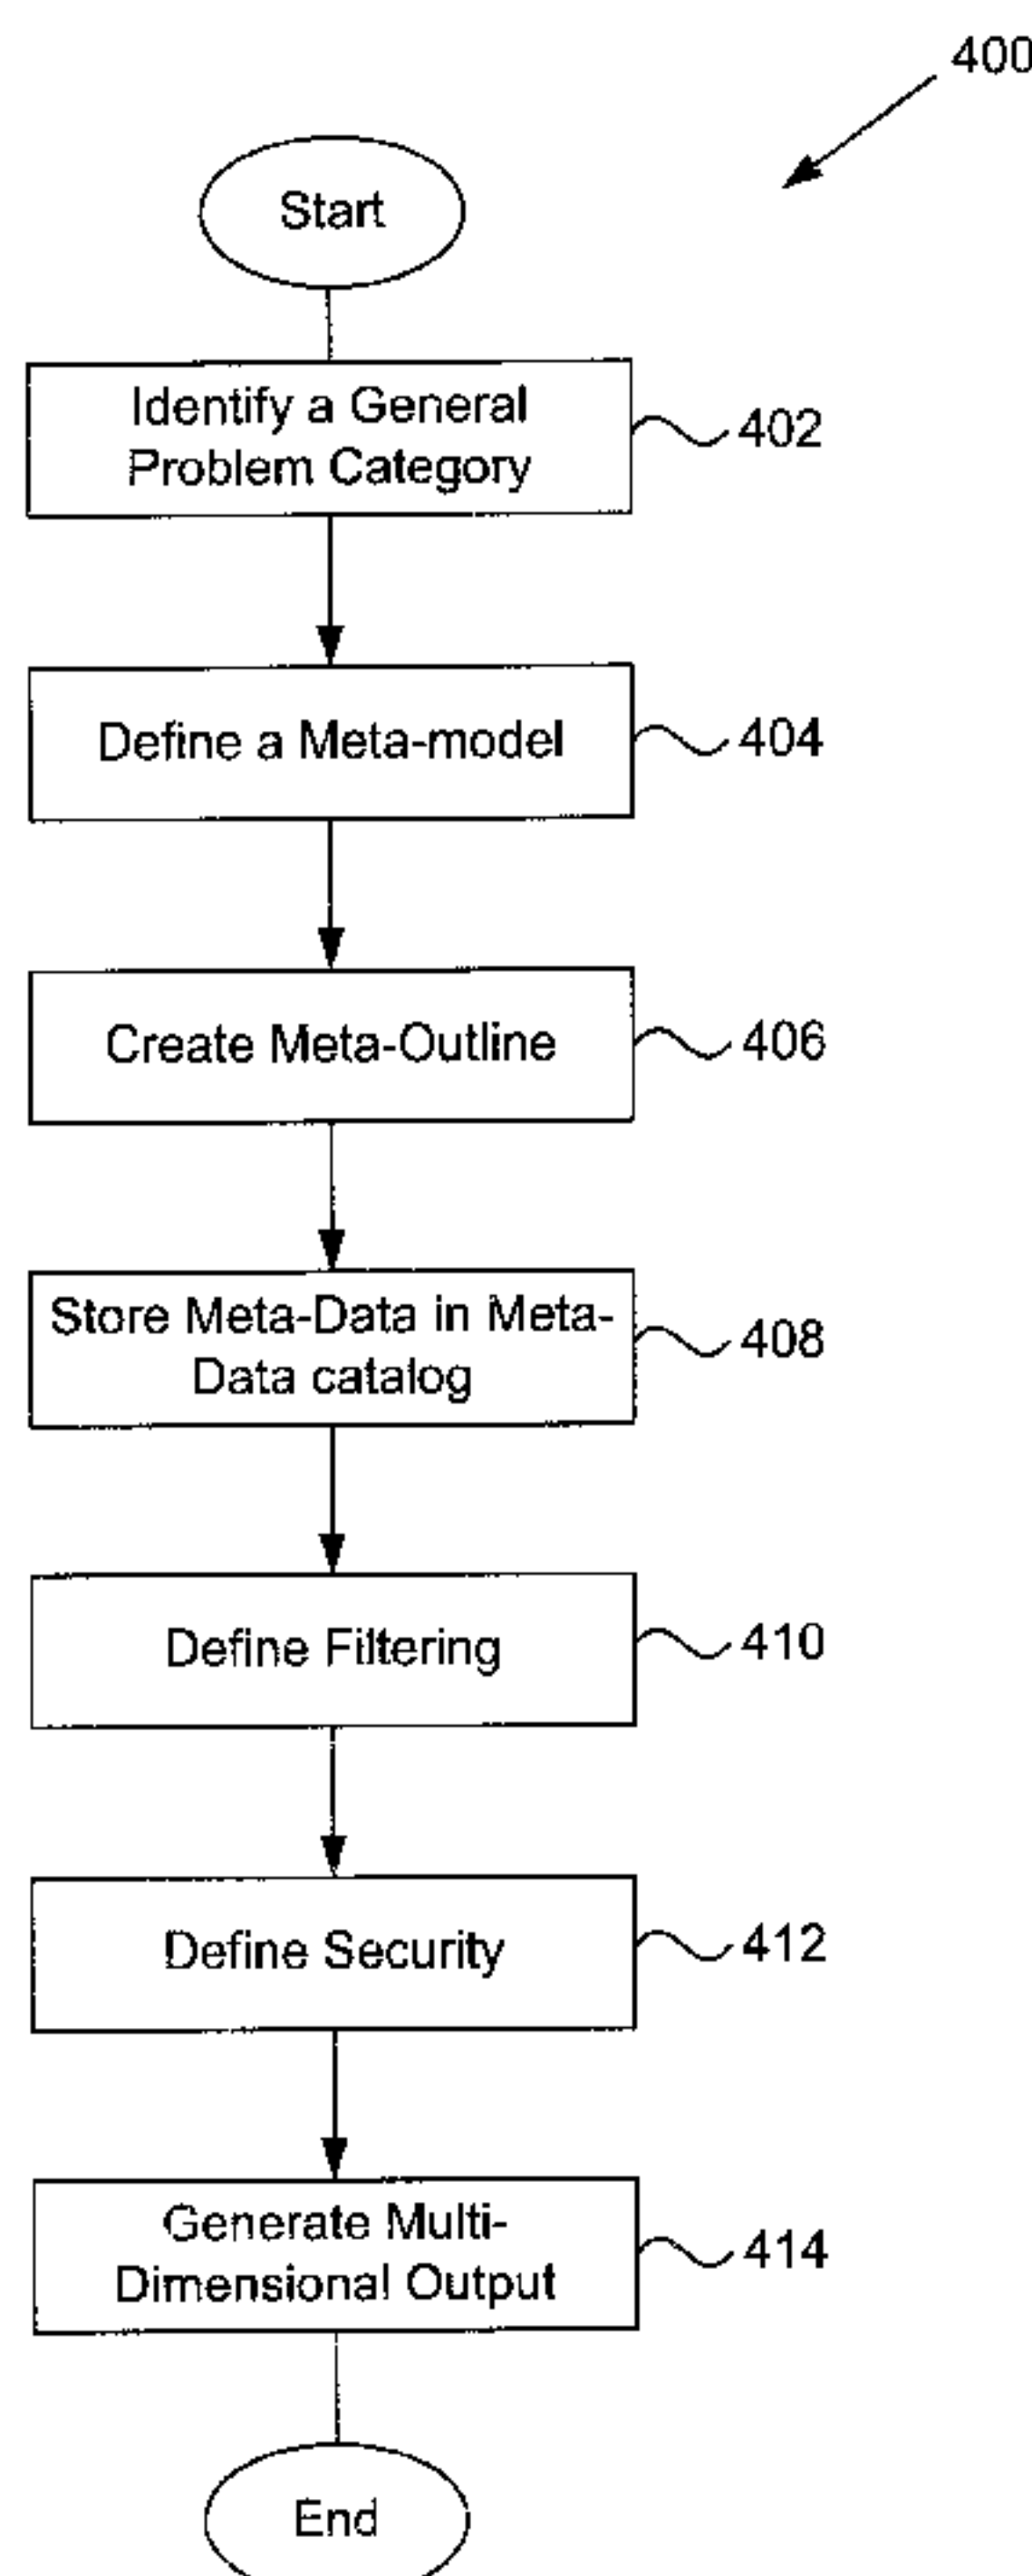 400
Start
Identify a General
Problem Category
402
Define a Meta-model
404
Create Meta-Outline
406
Store Meta-Data in Meta-
Data catalog
408
Define Filtering
410
Define Security
412
Generate Multi-
Dimensional Output
414
End